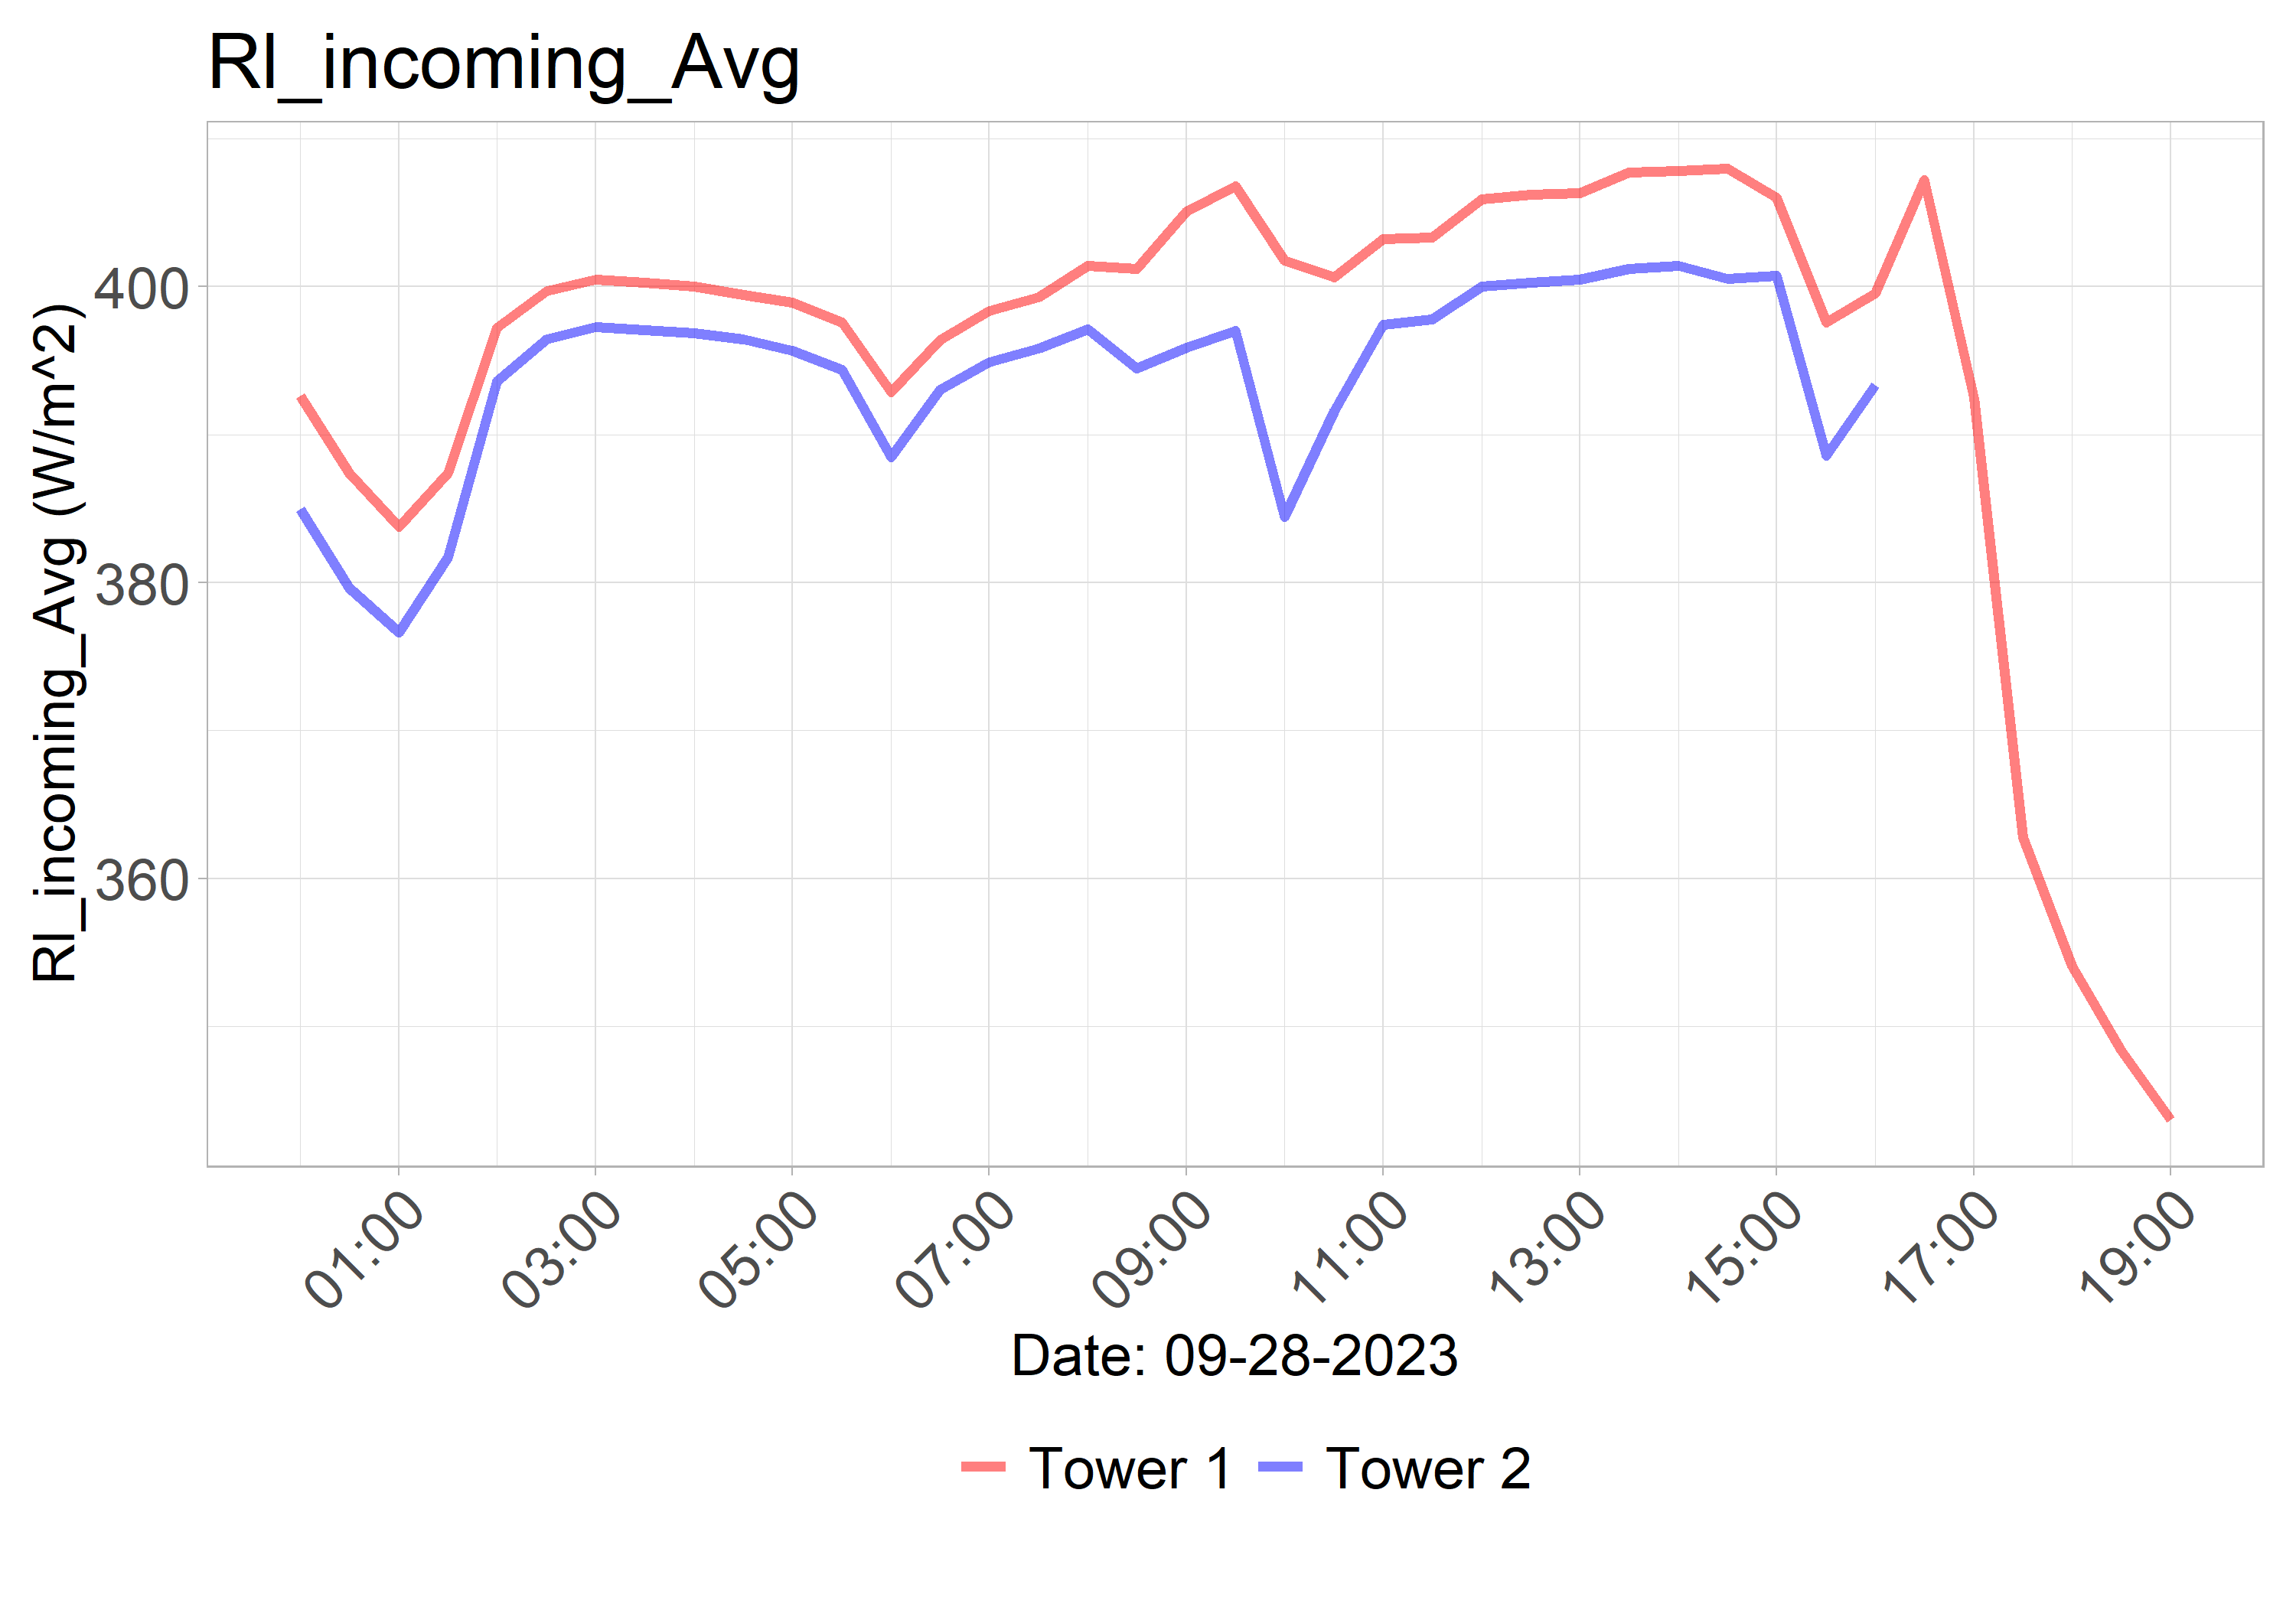 Rl_incoming_Avg
Rl_incoming_Avg (W/m^2)
400
380
360
01:00
03:00
05:00
07:00
09:00
11:00
13:00
15:00
17:00
19:00
Date: 09-28-2023
Tower 1
Tower 2